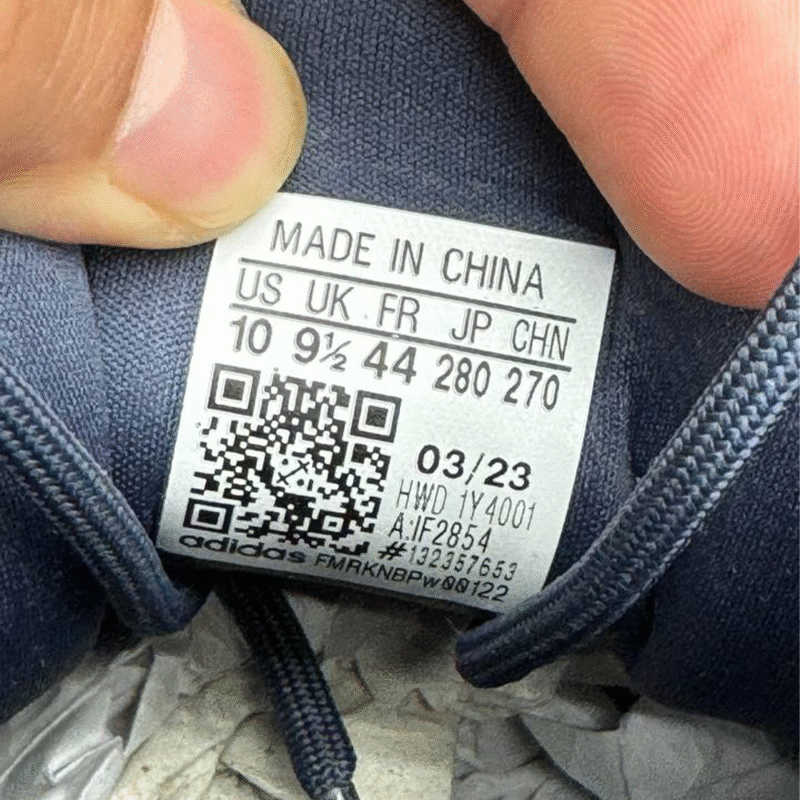 MADE IN CHINA
US UK FR JP CHN
10 9½ 44 280 270
03/23
HWD 1Y4001
A:IF2854
#132357653
adidas FMRKNBPw00122